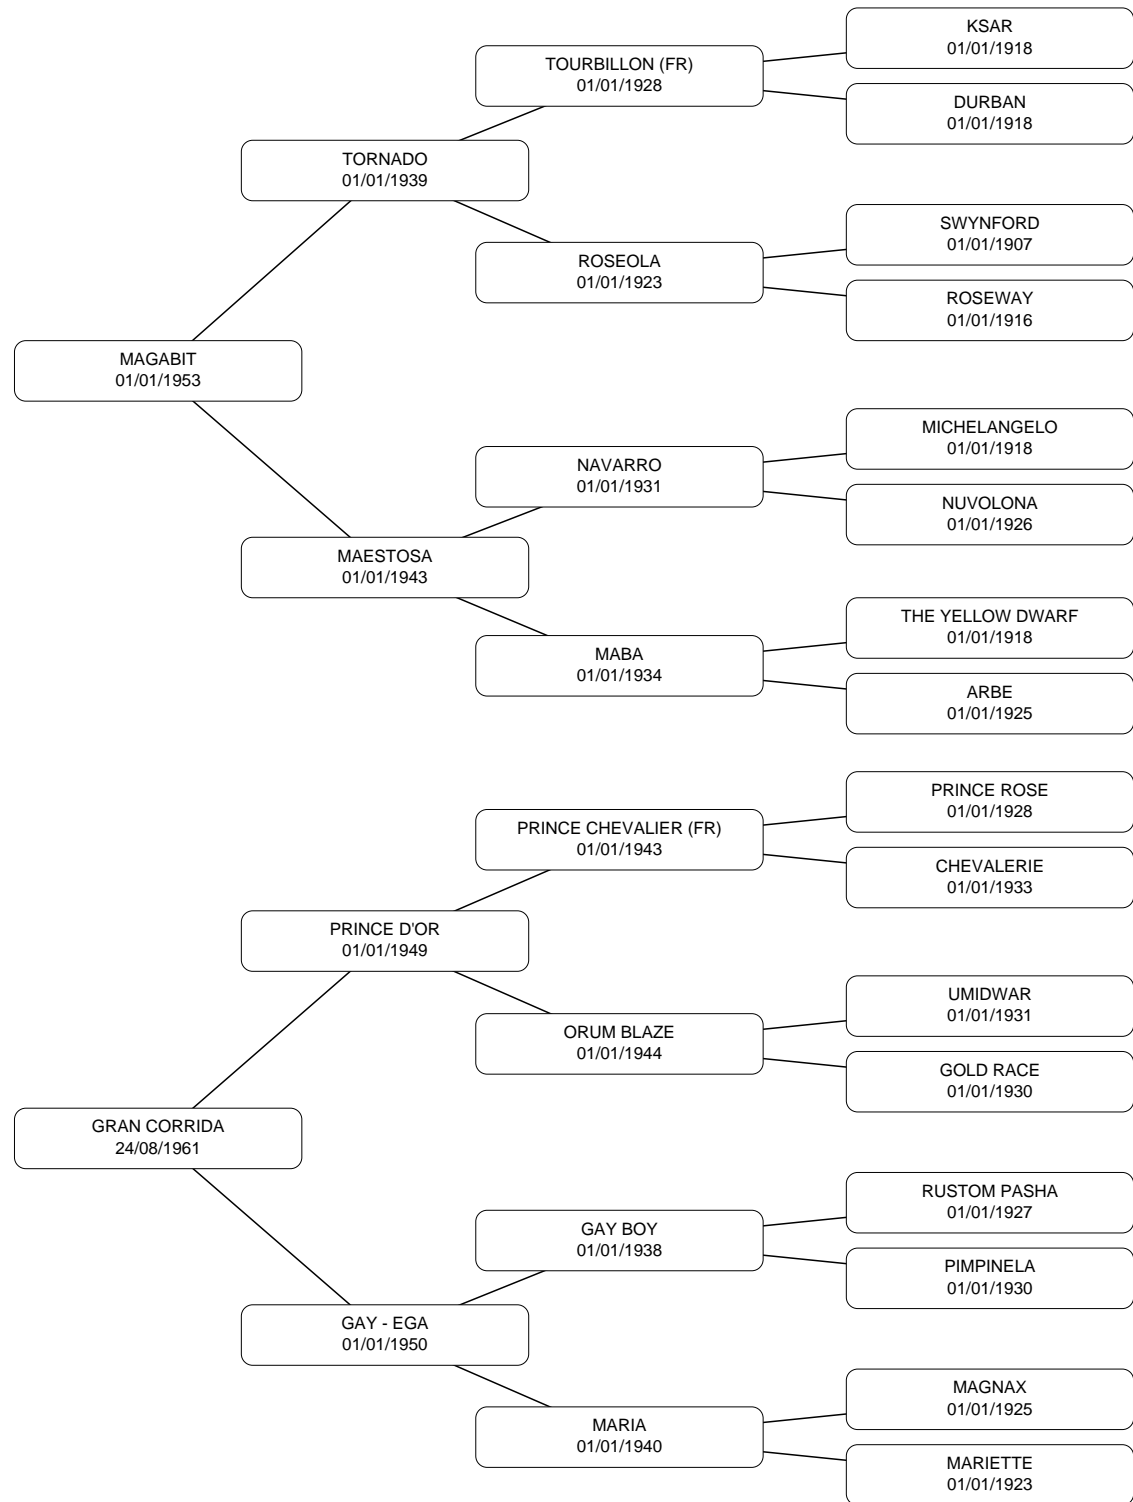 KSAR
01/01/1918
TOURBILLON (FR)
01/01/1928
DURBAN
01/01/1918
TORNADO
01/01/1939
SWYNFORD
01/01/1907
ROSEOLA
01/01/1923
ROSEWAY
01/01/1916
MAGABIT
01/01/1953
MICHELANGELO
01/01/1918
NAVARRO
01/01/1931
NUVOLONA
01/01/1926
MAESTOSA
01/01/1943
THE YELLOW DWARF
01/01/1918
MABA
01/01/1934
ARBE
01/01/1925
PRINCE ROSE
01/01/1928
PRINCE CHEVALIER (FR)
01/01/1943
CHEVALERIE
01/01/1933
PRINCE D'OR
01/01/1949
UMIDWAR
01/01/1931
ORUM BLAZE
01/01/1944
GOLD RACE
01/01/1930
GRAN CORRIDA
24/08/1961
RUSTOM PASHA
01/01/1927
GAY BOY
01/01/1938
PIMPINELA
01/01/1930
GAY - EGA
01/01/1950
MAGNAX
01/01/1925
MARIA
01/01/1940
MARIETTE
01/01/1923